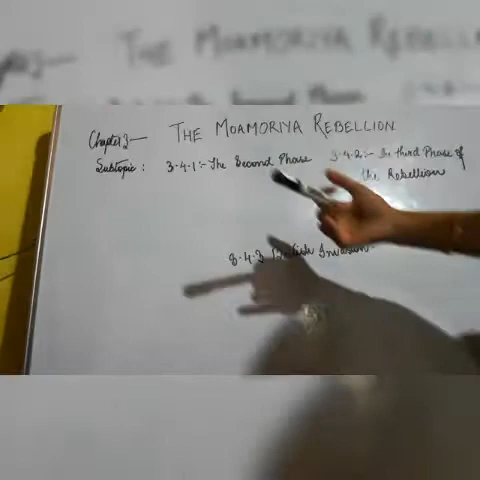 Chapter 3 — THE MOAMORIYA REBELLION
Subtopic : 3.4.1:- The Second Phase 3.4.2:- The third Phase of
the Rebellion
3.4.3 British Invasion.